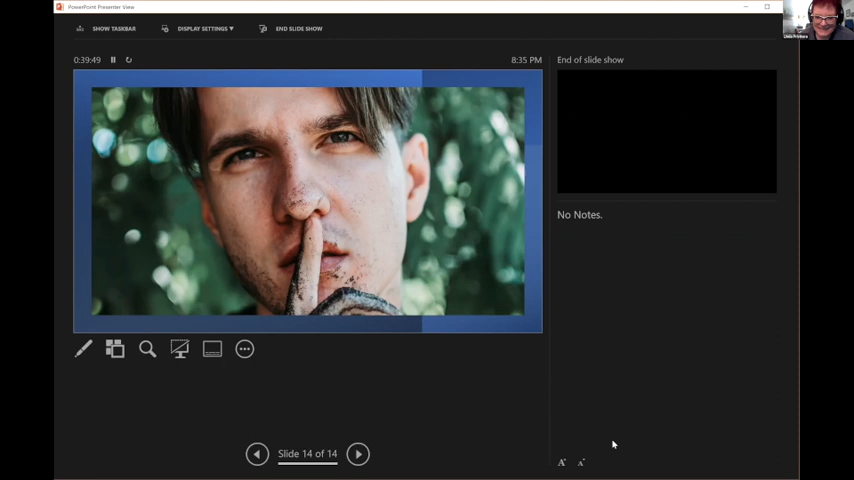 PowerPoint Presenter View
SHOW TASKBAR
DISPLAY SETTINGS ▼
END SLIDE SHOW
0:39:49
8:35 PM
End of slide show
No Notes.
Slide 14 of 14
A
A